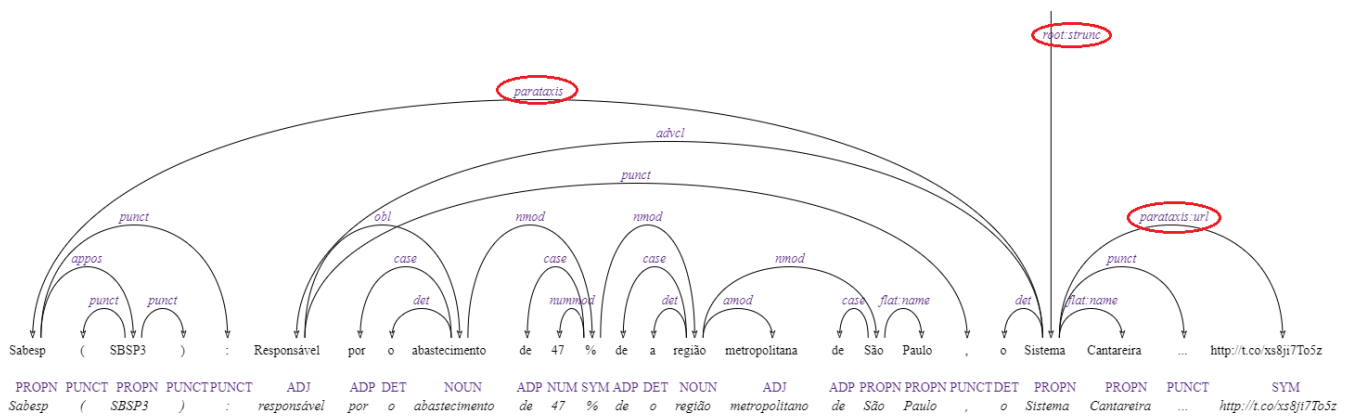 root:strunc
parataxis
advcl
punct
punct obl nmod nmod parataxis:url
appos case case case nmod punct
punct punct det nummod det amod case flat:name det flat:name
Sabesp ( SBSP3 ) : Responsável por o abastecimento de 47 % de a região metropolitana de São Paulo , o Sistema Cantareira ... http://t.co/xs8ji7To5z
PROPN PUNCT PROPN PUNCT PUNCT ADJ ADP DET NOUN ADP NUM SYM ADP DET NOUN ADJ ADP PROPN PROPN PUNCT DET PROPN PROPN PUNCT SYM
Sabesp ( SBSP3 ) : responsável por o abastecimento de 47 % de o região metropolitano de São Paulo , o Sistema Cantareira ... http://t.co/xs8ji7To5z